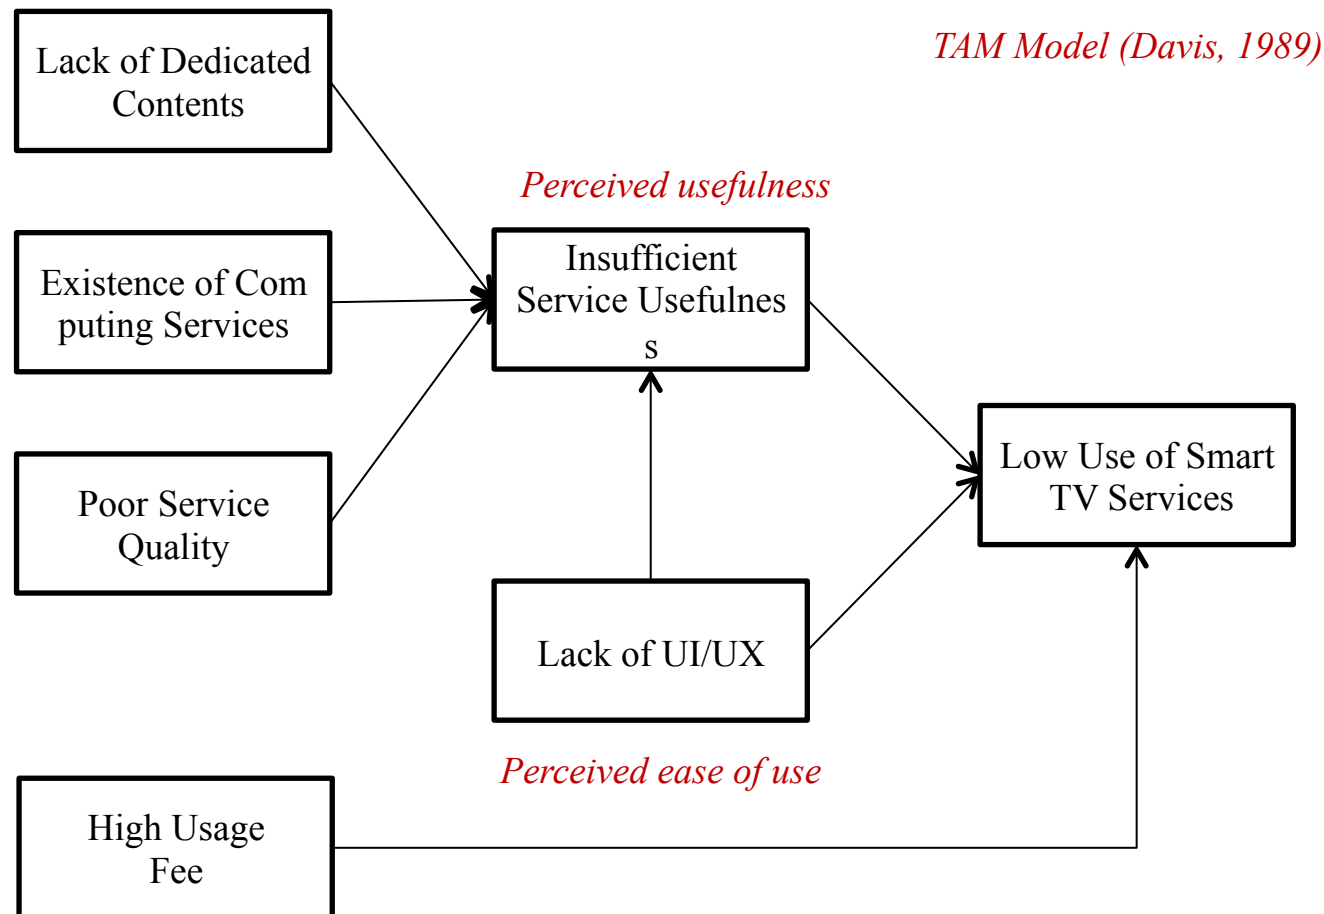 TAM Model (Davis, 1989)
Lack of Dedicated
Contents
Perceived usefulness
Existence of Com
puting Services
Insufficient
Service Usefulnes
s
Poor Service
Quality
Low Use of Smart
TV Services
Lack of UI/UX
Perceived ease of use
High Usage
Fee